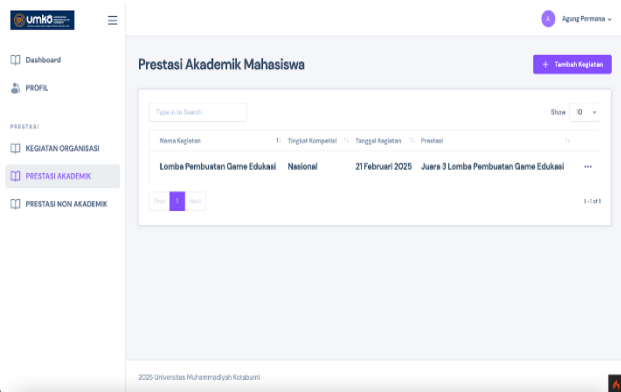 umkö
Agung Permana
Dashboard
PROFIL
PRESTASI
KEGIATAN ORGANISASI
PRESTASI AKADEMIK
PRESTASI NON AKADEMIK
Prestasi Akademik Mahasiswa
+ Tambah Kegiatan
Type in to Search
Show 10
Nama Kegiatan Tingkat Kompetisi Tanggal Kegiatan Prestasi
Lomba Pembuatan Game Edukasi Nasional 21 Februari 2025 Juara 3 Lomba Pembuatan Game Edukasi ...
Prev 1 Next
1-1 of 1
2025 Universitas Muhammadiyah Kotabumi